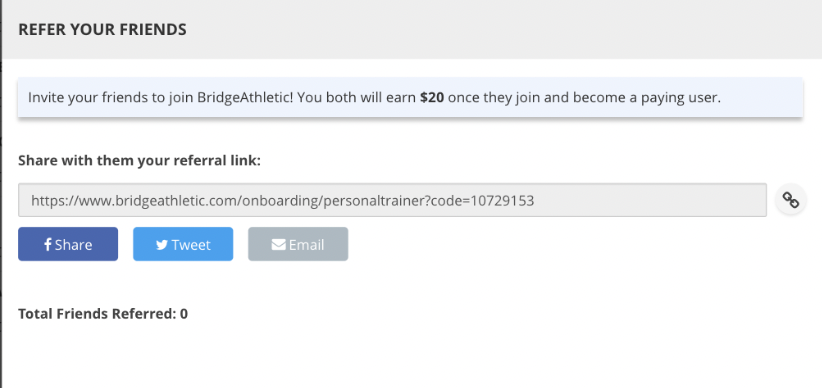 REFER YOUR FRIENDS
Invite your friends to join BridgeAthletic! You both will earn $20 once they join and become a paying user.
Share with them your referral link:
https://www.bridgeathletic.com/onboarding/personaltrainer?code=10729153
Share Tweet Email
Total Friends Referred: 0